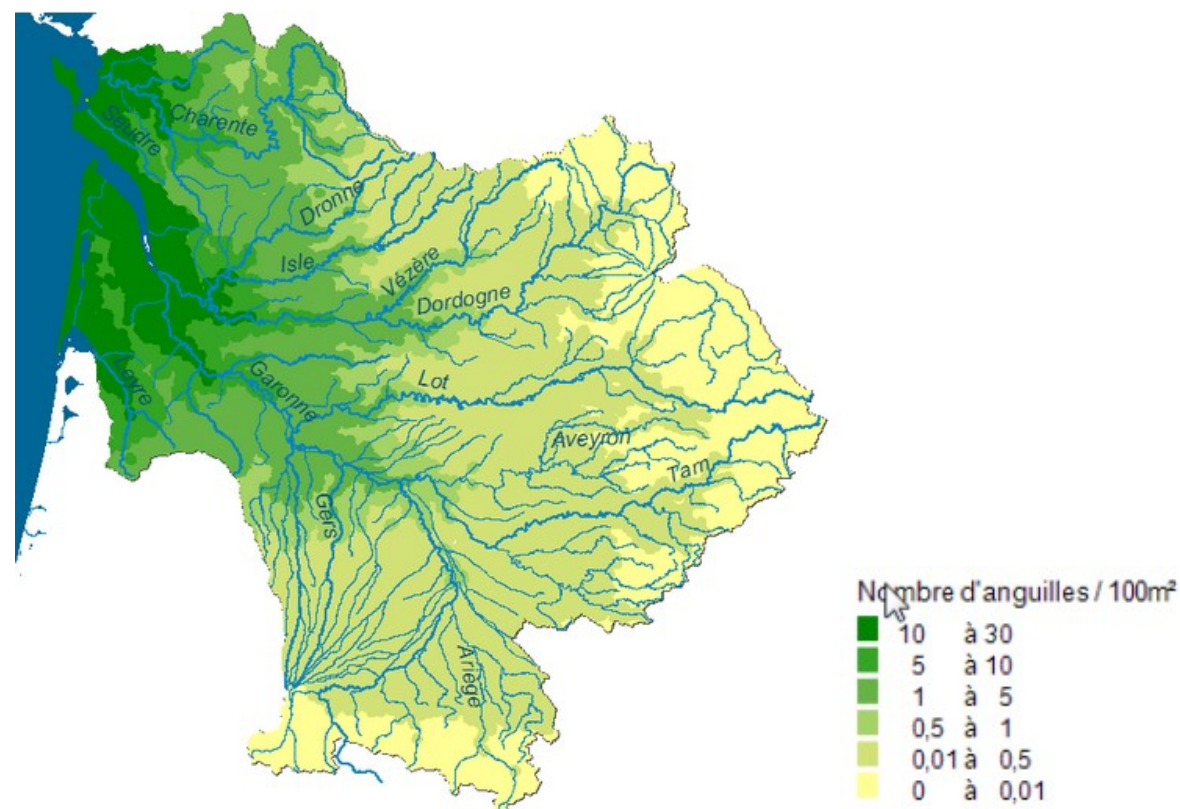 Seudre
Charente
Dronne
Isle
Vézère
Dordogne
Leyre
Garonne
Lot
Aveyron
Tarn
Gers
Ariege
Nombre d'anguilles / 100m²
10 à 30
5 à 10
1 à 5
0,5 à 1
0,01 à 0,5
0 à 0,01